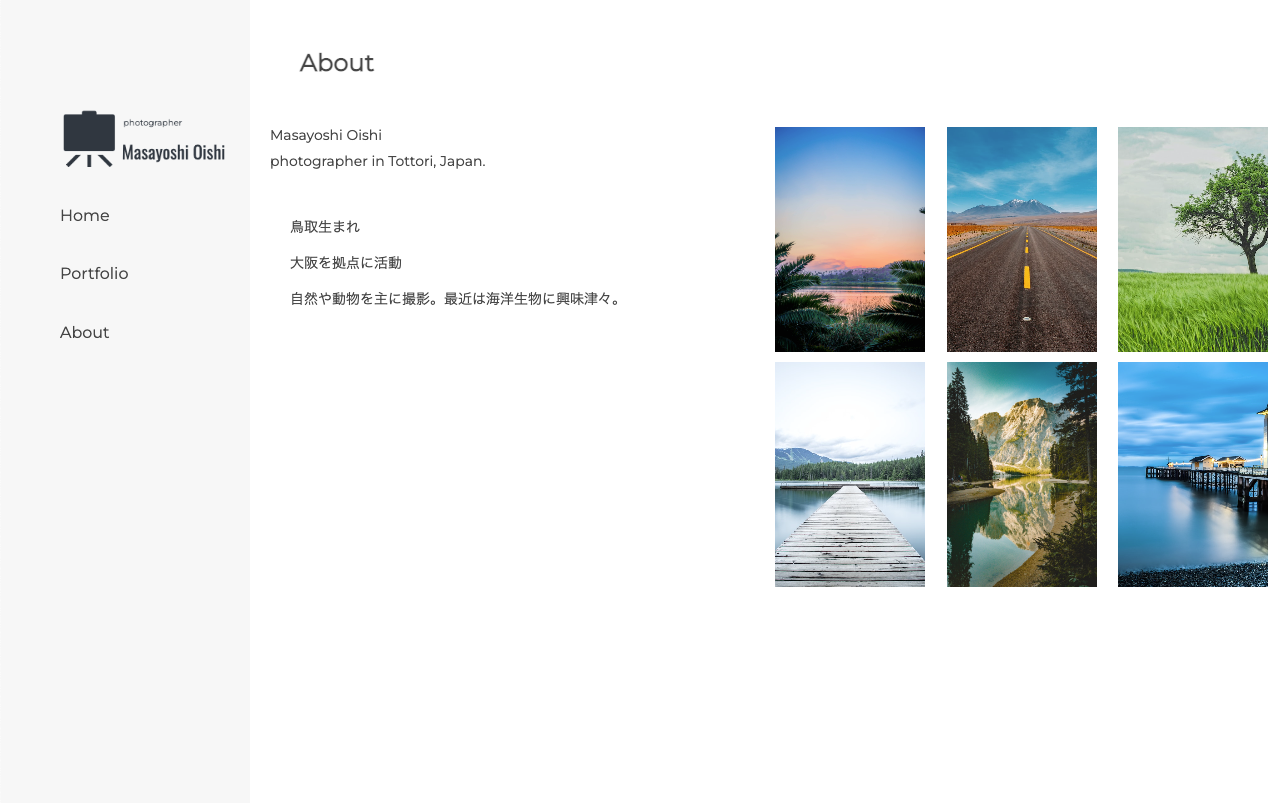 photographer
Masayoshi Oishi
Home
Portfolio
About
About
Masayoshi Oishi
photographer in Tottori, Japan.
鳥取生まれ
大阪を拠点に活動
自然や動物を主に撮影。最近は海洋生物に興味津々。